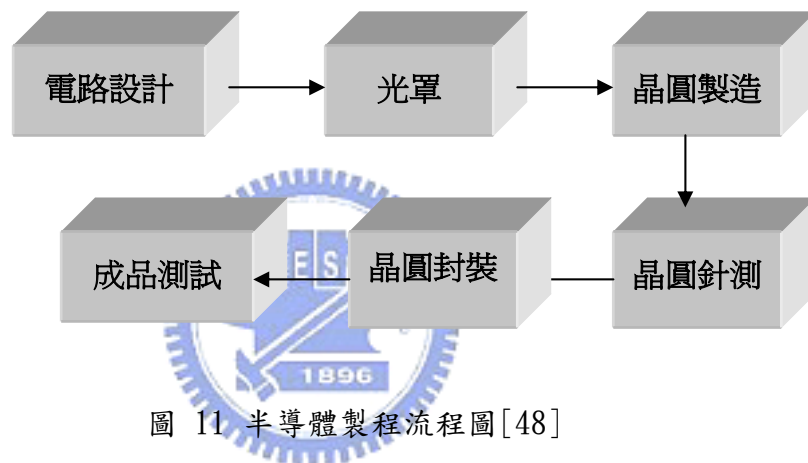 電路設計
光罩
晶圓製造
晶圓針測
晶圓封裝
成品測試
E S
1896
圖 11 半導體製程流程圖[48]